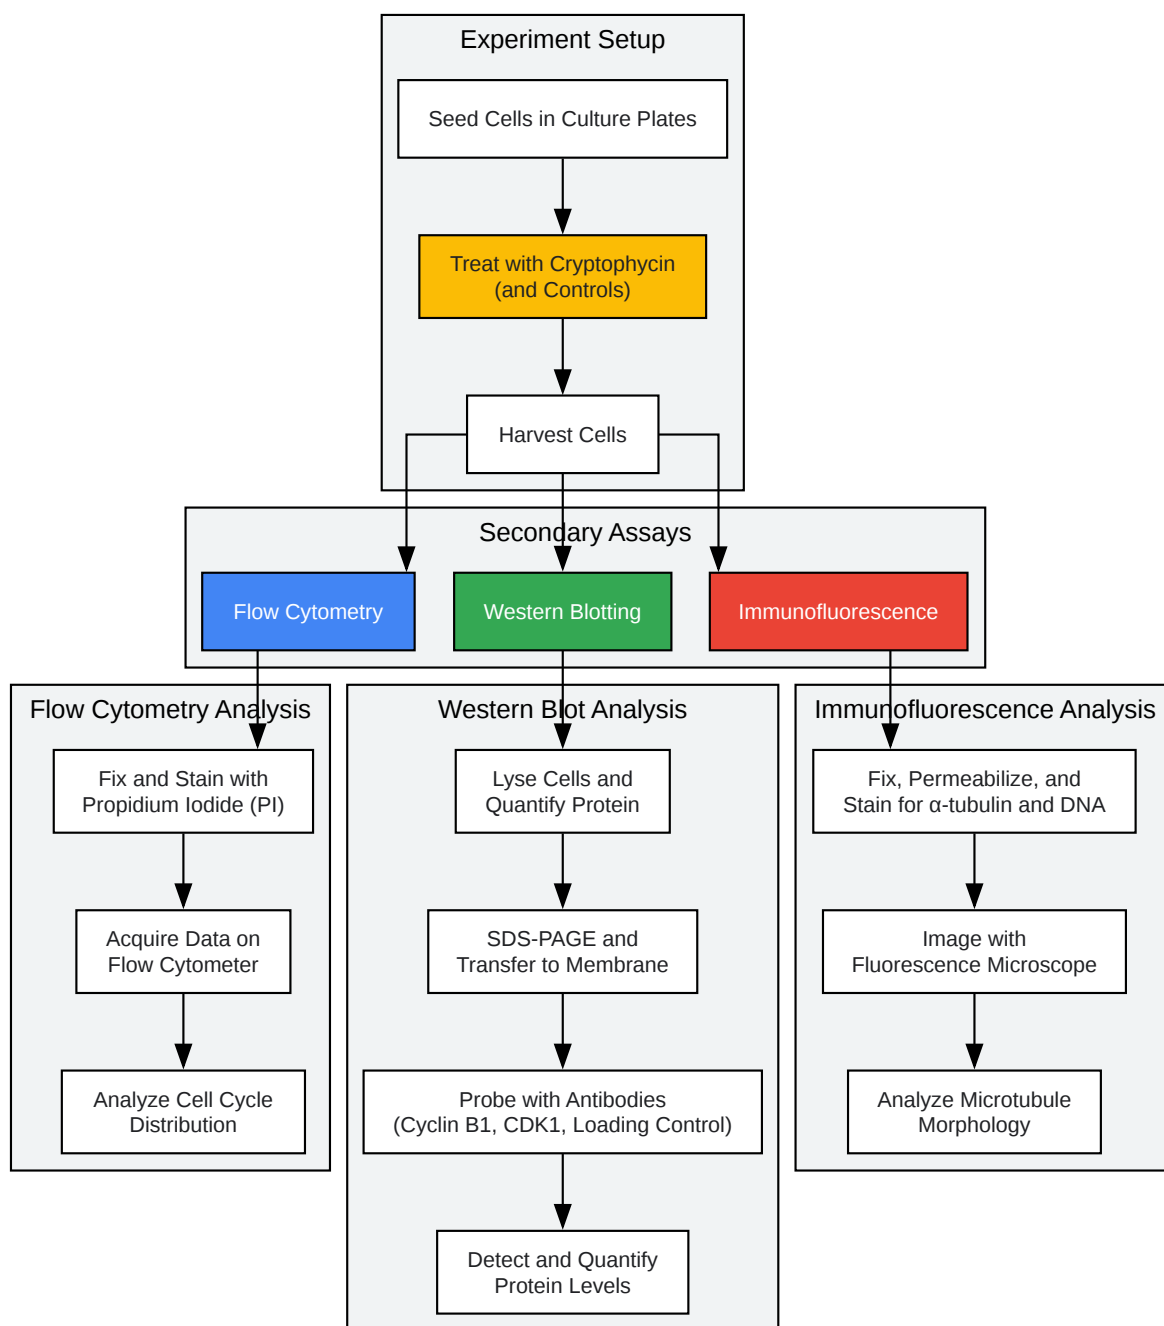 Experiment Setup
Seed Cells in Culture Plates
Treat with Cryptophycin
(and Controls)
Harvest Cells
Secondary Assays
Flow Cytometry
Western Blotting
Immunofluorescence
Flow Cytometry Analysis
Fix and Stain with
Propidium Iodide (PI)
Acquire Data on
Flow Cytometer
Analyze Cell Cycle
Distribution
Western Blot Analysis
Lyse Cells and
Quantify Protein
SDS-PAGE and
Transfer to Membrane
Probe with Antibodies
(Cyclin B1, CDK1, Loading Control)
Detect and Quantify
Protein Levels
Immunofluorescence Analysis
Fix, Permeabilize, and
Stain for α-tubulin and DNA
Image with
Fluorescence Microscope
Analyze Microtubule
Morphology